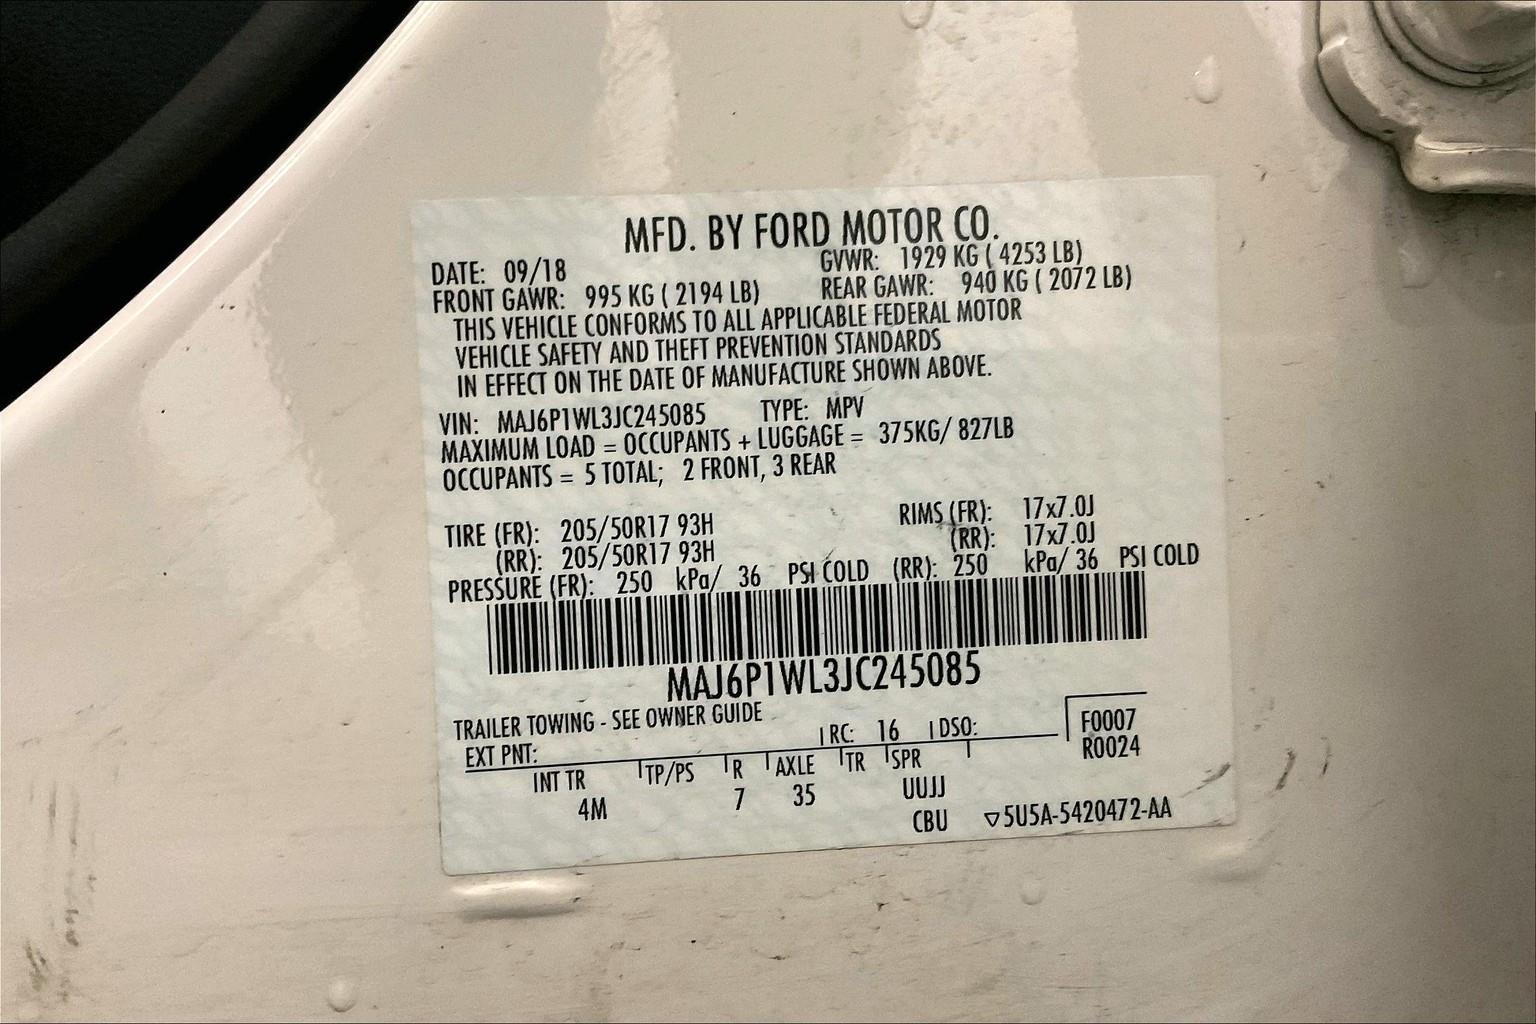 MFD. BY FORD MOTOR CO.
DATE: 09/18 GVWR: 1929 KG ( 4253 LB)
FRONT GAWR: 995 KG ( 2194 LB) REAR GAWR: 940 KG ( 2072 LB)
THIS VEHICLE CONFORMS TO ALL APPLICABLE FEDERAL MOTOR
VEHICLE SAFETY AND THEFT PREVENTION STANDARDS
IN EFFECT ON THE DATE OF MANUFACTURE SHOWN ABOVE.
VIN: MAJ6P1WL3JC245085 TYPE: MPV
MAXIMUM LOAD = OCCUPANTS + LUGGAGE = 375KG/ 827LB
OCCUPANTS = 5 TOTAL; 2 FRONT, 3 REAR
TIRE (FR): 205/50R17 93H RIMS (FR): 17x7.0J
(RR): 205/50R17 93H (RR): 17x7.0J
PRESSURE (FR): 250 kPa/ 36 PSI COLD (RR): 250 kPa/ 36 PSI COLD
MAJ6P1WL3JC245085
TRAILER TOWING - SEE OWNER GUIDE
EXT PNT: RC: 16 DSO: F0007
R0024
INT TR TP/PS R AXLE TR SPR
4M 7 35 UUJJ
CBU ▽5U5A-5420472-AA